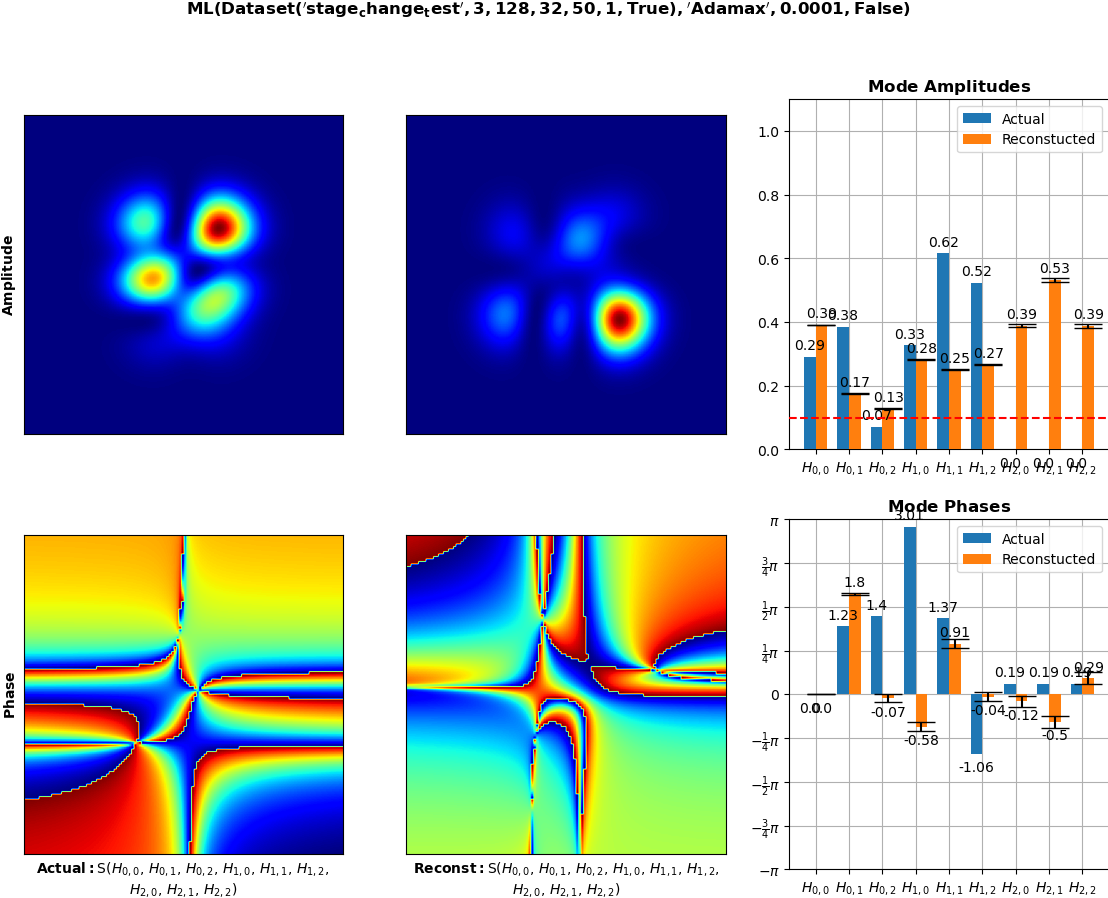 ML(Dataset('stage_change_test', 3, 128, 32, 50, 1, True), 'Adamax', 0.0001, False)
Amplitude
Mode Amplitudes
Actual
Reconstucted
1.0
0.8
0.6
0.4
0.2
0.0
0.29 0.39 0.38 0.17 0.07 0.13 0.33 0.28 0.62 0.25 0.52 0.27 0.0 0.39 0.0 0.53 0.0 0.39
H0,0 H0,1 H0,2 H1,0 H1,1 H1,2 H2,0 H2,1 H2,2
Phase
Actual: S(H0,0, H0,1, H0,2, H1,0, H1,1, H1,2,
H2,0, H2,1, H2,2)
Reconst: S(H0,0, H0,1, H0,2, H1,0, H1,1, H1,2,
H2,0, H2,1, H2,2)
Mode Phases
Actual
Reconstucted
π
3/4π
1/2π
1/4π
0
−1/4π
−1/2π
−3/4π
−π
0.0 0.0 1.23 1.8 1.4 -0.07 3.01 -0.58 1.37 0.91 -1.06 -0.04 0.19 -0.12 0.19 -0.5 0.19 0.29
H0,0 H0,1 H0,2 H1,0 H1,1 H1,2 H2,0 H2,1 H2,2